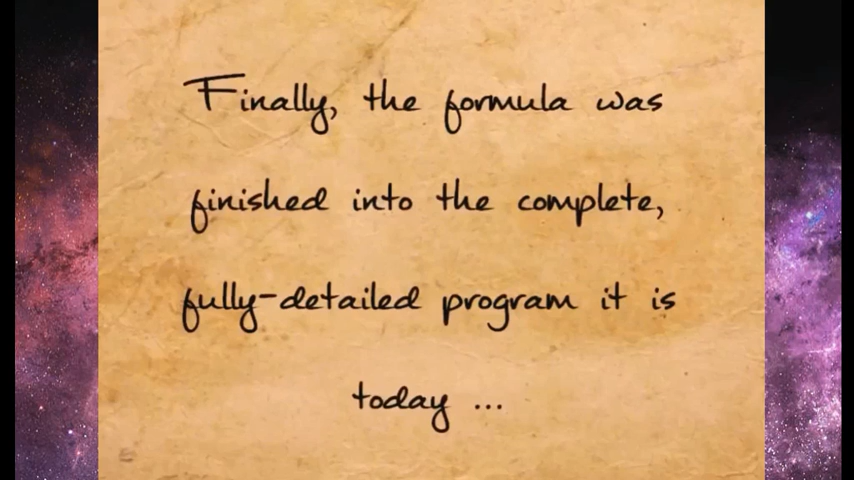 Finally, the formula was
finished into the complete,
fully-detailed program it is
today ...